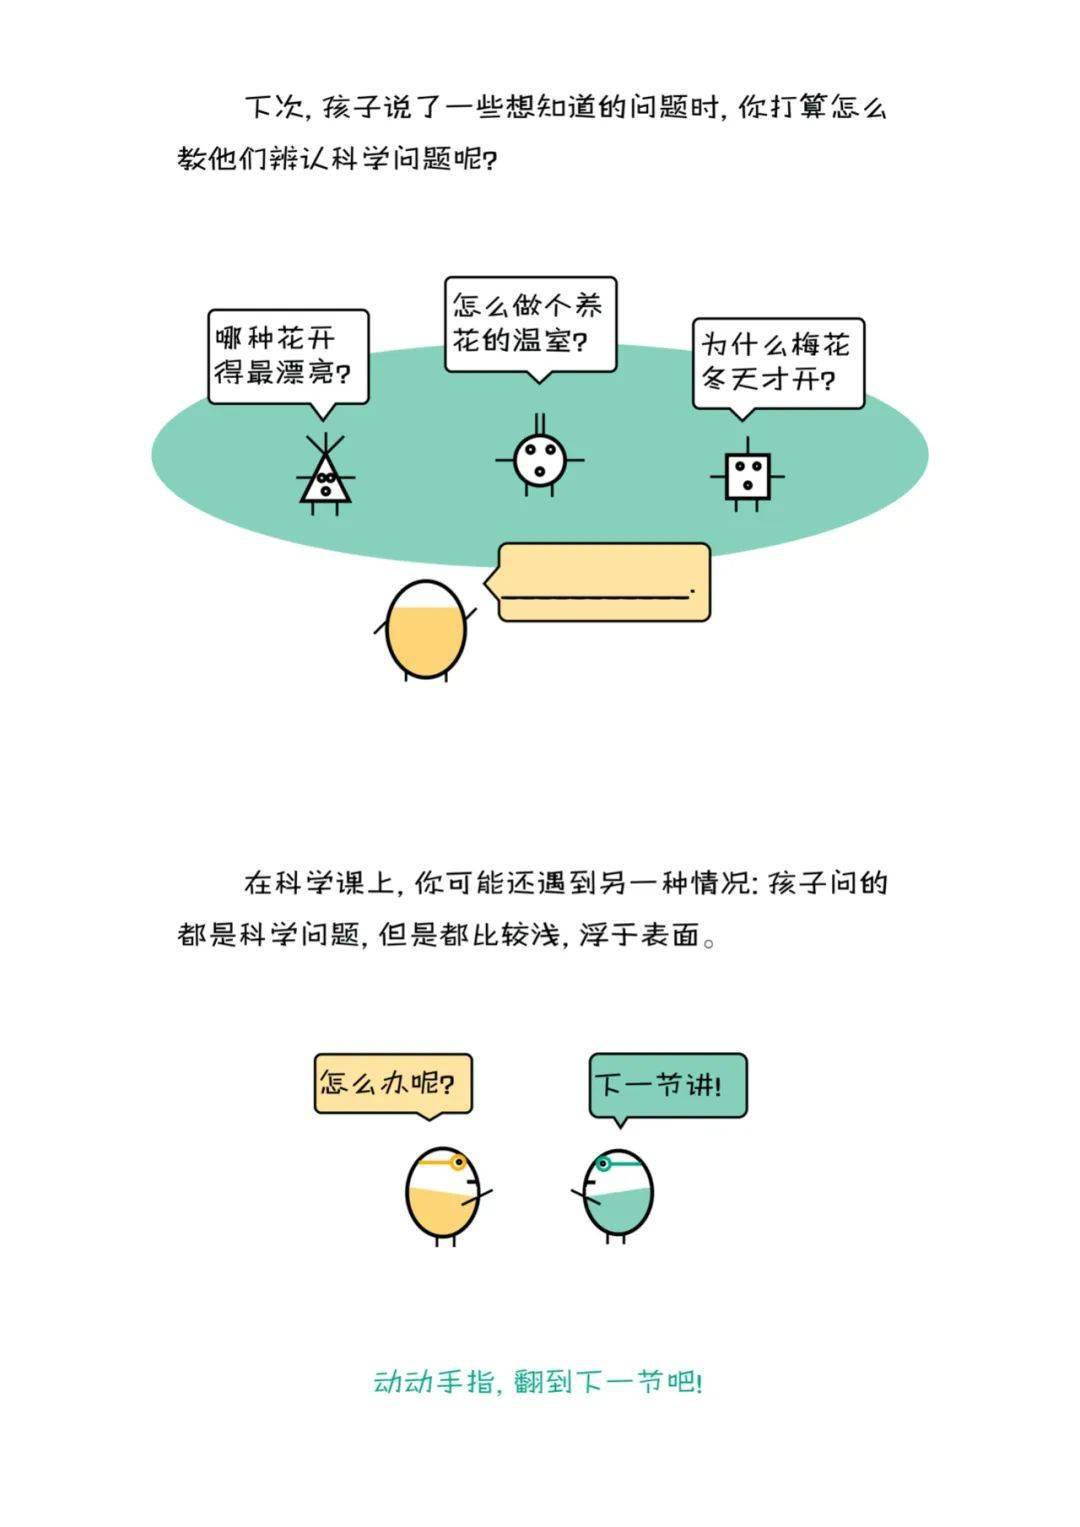 下次, 孩子说了一些想知道的问题时, 你打算怎么
教他们辨认科学问题呢?
哪种花开
得最漂亮?
怎么做个养
花的温室?
为什么梅花
冬天才开?
____________.
在科学课上, 你可能还遇到另一种情况: 孩子问的
都是科学问题, 但是都比较浅, 浮于表面。
怎么办呢?
下一节讲!
动动手指, 翻到下一节吧!